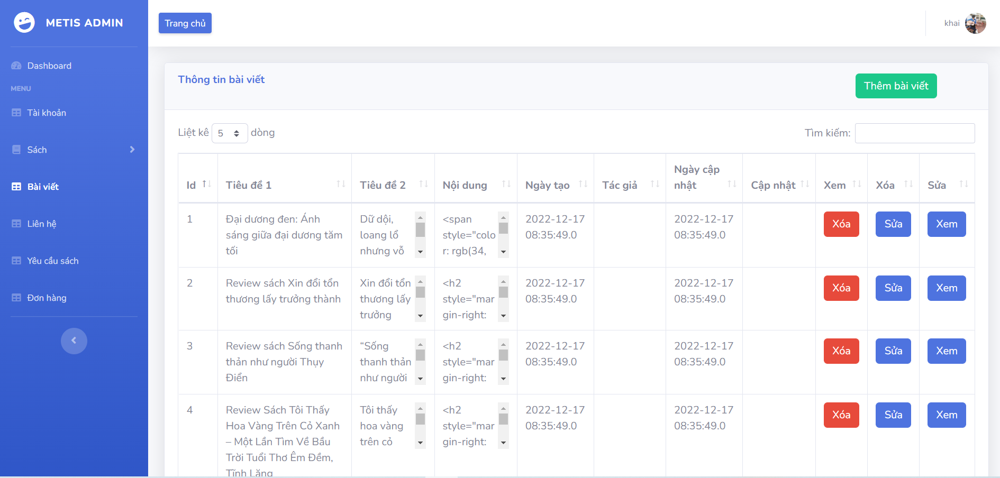 METIS ADMIN
Trang chủ
khai
Dashboard
MENU
Tài khoản
Sách
Bài viết
Liên hệ
Yêu cầu sách
Đơn hàng
Thông tin bài viết
Thêm bài viết
Liệt kê 5 dòng
Tìm kiếm:
Id Tiêu đề 1 Tiêu đề 2 Nội dung Ngày tạo Tác giả Ngày cập nhật Cập nhật Xem Xóa Sửa
1
Đại dương đen: Ánh
sáng giữa đại dương tăm
tối
Dữ dội,
loang lổ
nhưng vỗ
<span
style="colo
r: rgb(34,
2022-12-17
08:35:49.0
2022-12-17
08:35:49.0
Xóa
Sửa
Xem
2
Review sách Xin đổi tổn
thương lấy trưởng thành
Xin đổi tổn
thương lấy
trưởng
<h2
style="mar
gin-right:
2022-12-17
08:35:49.0
2022-12-17
08:35:49.0
Xóa
Sửa
Xem
3
Review sách Sống thanh
thản như người Thụy
Điển
“Sống
thanh thản
như người
<h2
style="mar
gin-right:
2022-12-17
08:35:49.0
2022-12-17
08:35:49.0
Xóa
Sửa
Xem
4
Review Sách Tôi Thấy
Hoa Vàng Trên Cỏ Xanh
– Một Lần Tìm Về Bầu
Trời Tuổi Thơ Êm Đềm,
Tĩnh Lặng
Tôi thấy
hoa vàng
trên cỏ
<h2
style="mar
gin-right:
2022-12-17
08:35:49.0
2022-12-17
08:35:49.0
Xóa
Sửa
Xem